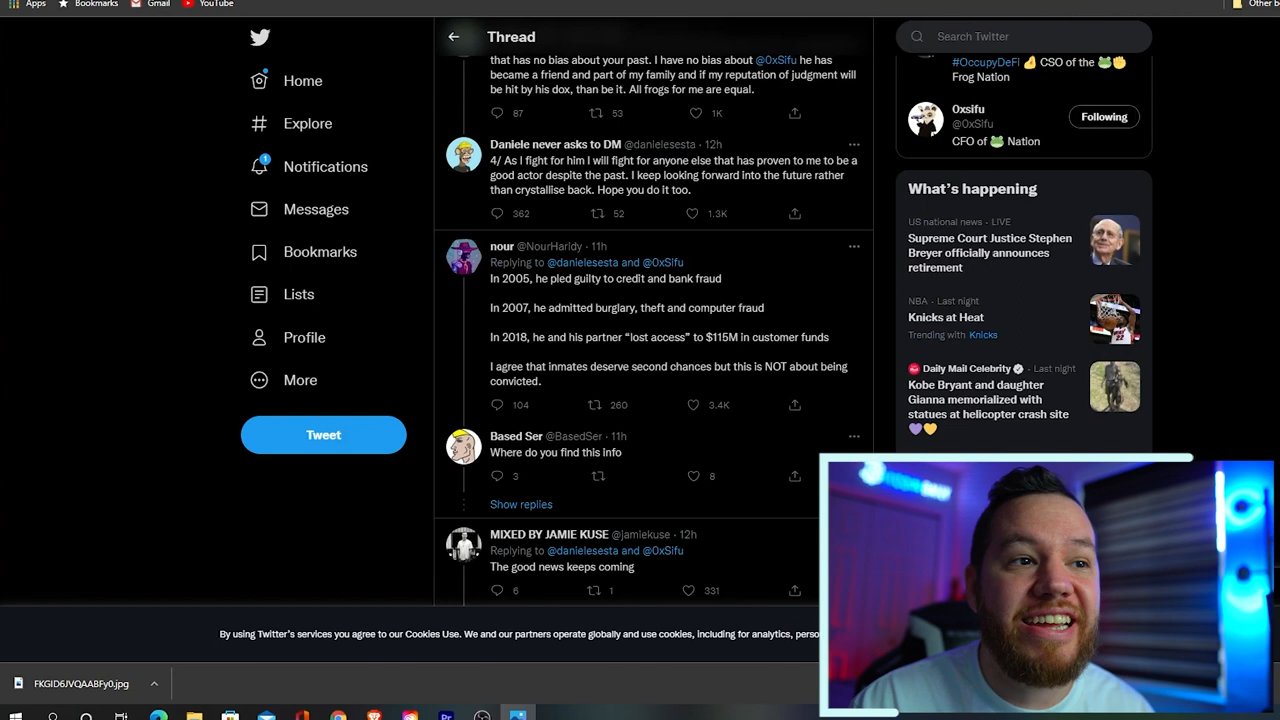 Apps
Bookmarks
Gmail
YouTube
Other b
Home
Explore
1
Notifications
Messages
Bookmarks
Lists
Profile
More
Tweet
Thread
that has no bias about your past. I have no bias about @0xSifu he has
became a friend and part of my family and if my reputation of judgment will
be hit by his dox, than be it. All frogs for me are equal.
87 53 1K
Daniele never asks to DM @danielesesta · 12h
4/ As I fight for him I will fight for anyone else that has proven to me to be a
good actor despite the past. I keep looking forward into the future rather
than crystallise back. Hope you do it too.
362 52 1.3K
nour @NourHaridy · 11h
Replying to @danielesesta and @0xSifu
In 2005, he pled guilty to credit and bank fraud
In 2007, he admitted burglary, theft and computer fraud
In 2018, he and his partner “lost access” to $115M in customer funds
I agree that inmates deserve second chances but this is NOT about being
convicted.
104 260 3.4K
Based Ser @BasedSer · 11h
Where do you find this info
3 8
Show replies
MIXED BY JAMIE KUSE @jamiekuse · 12h
Replying to @danielesesta and @0xSifu
The good news keeps coming
6 1 331
Search Twitter
#OccupyDeFi 💪 CSO of the 🐸✊
Frog Nation
0xsifu
@0xSifu
Following
CFO of 🐸 Nation
What’s happening
US national news · LIVE
Supreme Court Justice Stephen
Breyer officially announces
retirement
NBA · Last night
Knicks at Heat
Trending with Knicks
Daily Mail Celebrity · Last night
Kobe Bryant and daughter
Gianna memorialized with
statues at helicopter crash site
💜💛
By using Twitter’s services you agree to our Cookies Use. We and our partners operate globally and use cookies, including for analytics, perso
FKGID6JVQAABFy0.jpg
Pr